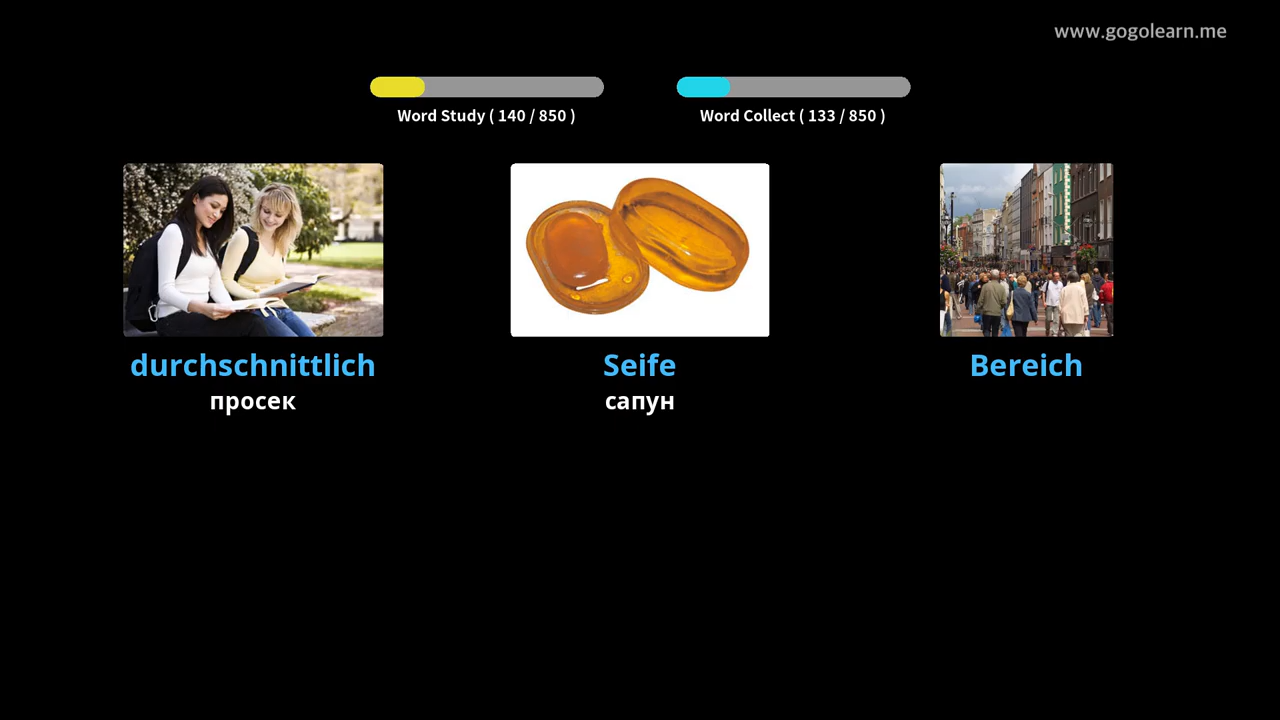 www.gogolearn.me
Word Study ( 140 / 850 )
Word Collect ( 133 / 850 )
durchschnittlich
просек
Seife
сапун
Bereich